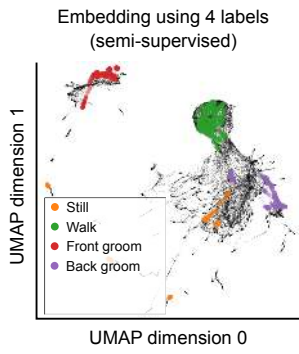 Embedding using 4 labels
(semi-supervised)
UMAP dimension 1
Still
Walk
Front groom
Back groom
UMAP dimension 0